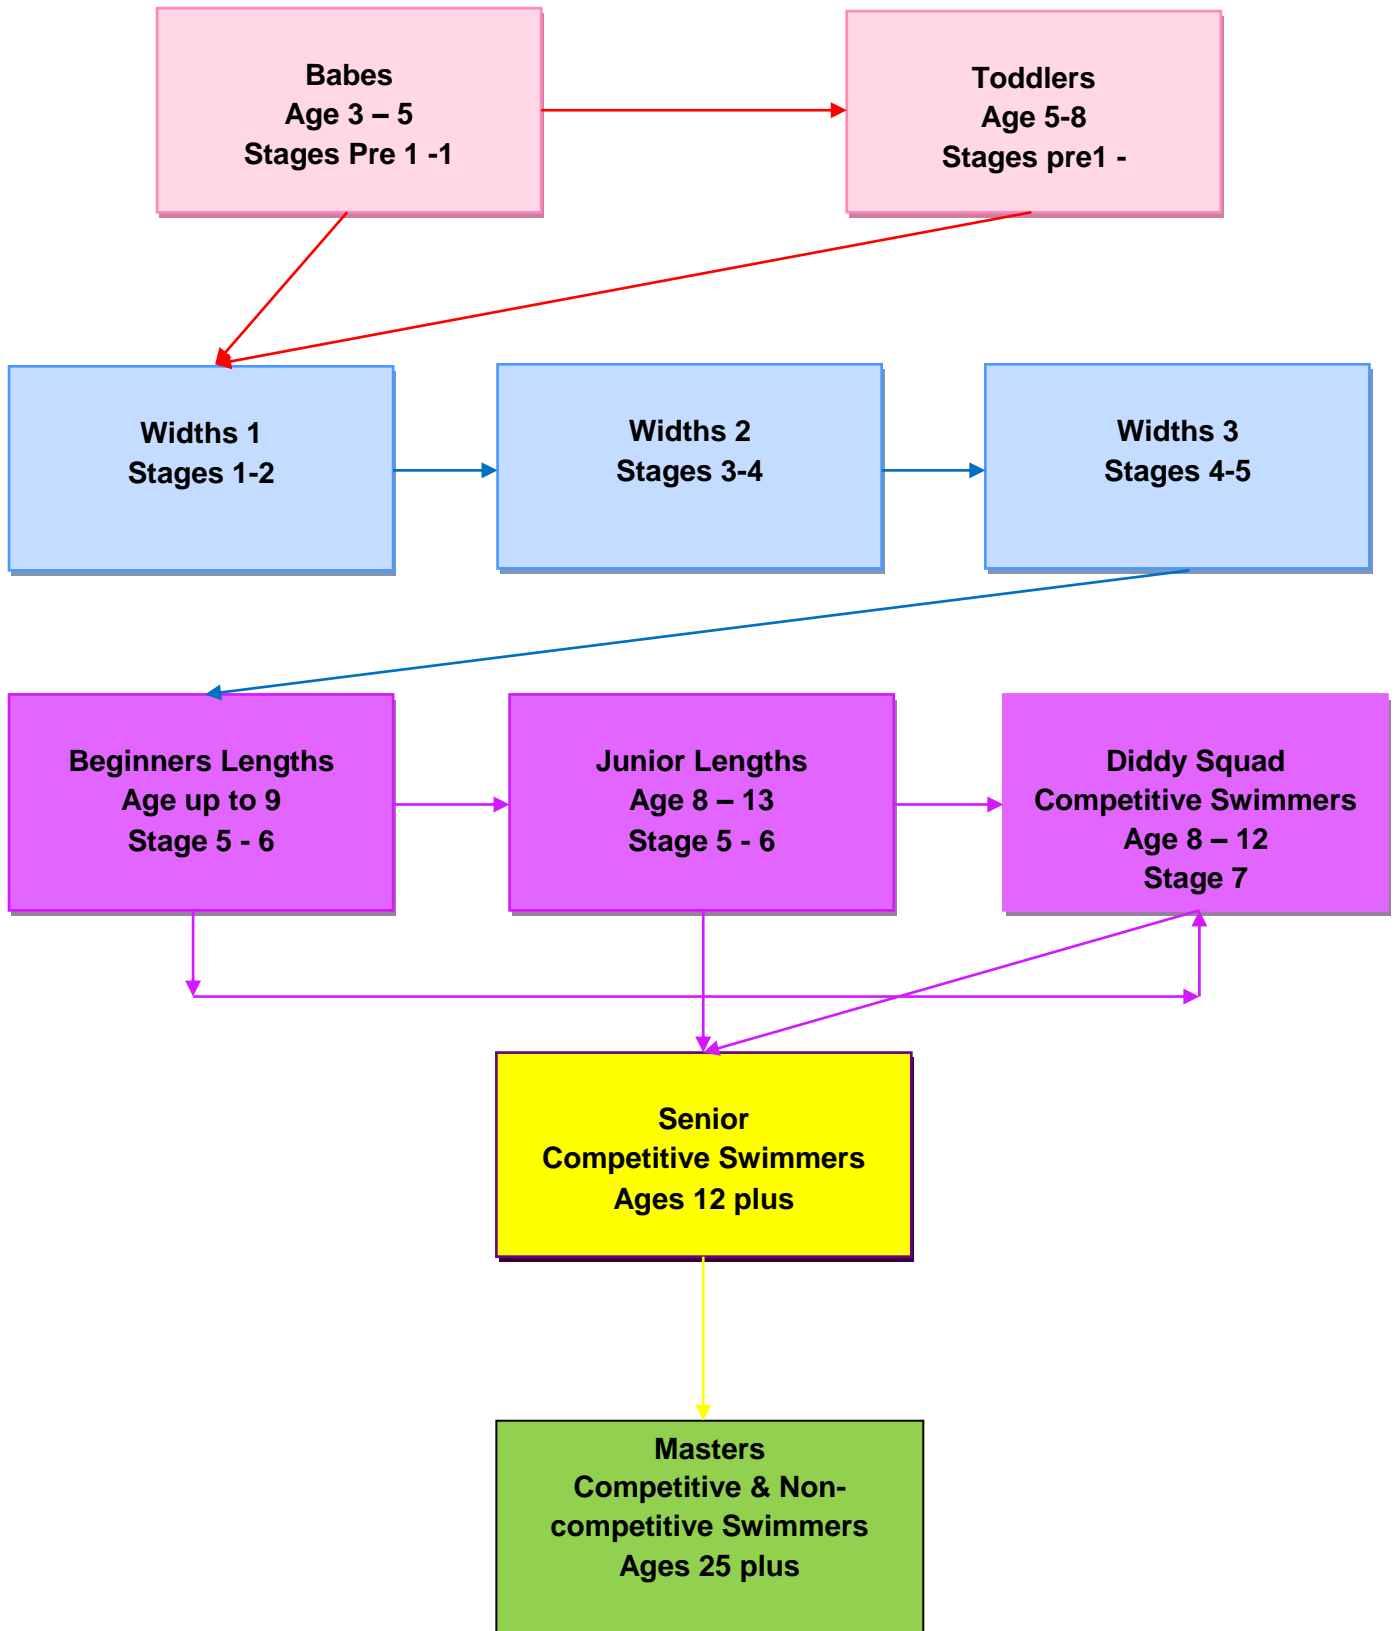 Babes
Age 3 – 5
Stages Pre 1 -1
Toddlers
Age 5-8
Stages pre1 -
Widths 1
Stages 1-2
Widths 2
Stages 3-4
Widths 3
Stages 4-5
Beginners Lengths
Age up to 9
Stage 5 - 6
Junior Lengths
Age 8 – 13
Stage 5 - 6
Diddy Squad
Competitive Swimmers
Age 8 – 12
Stage 7
Senior
Competitive Swimmers
Ages 12 plus
Masters
Competitive & Non-
competitive Swimmers
Ages 25 plus